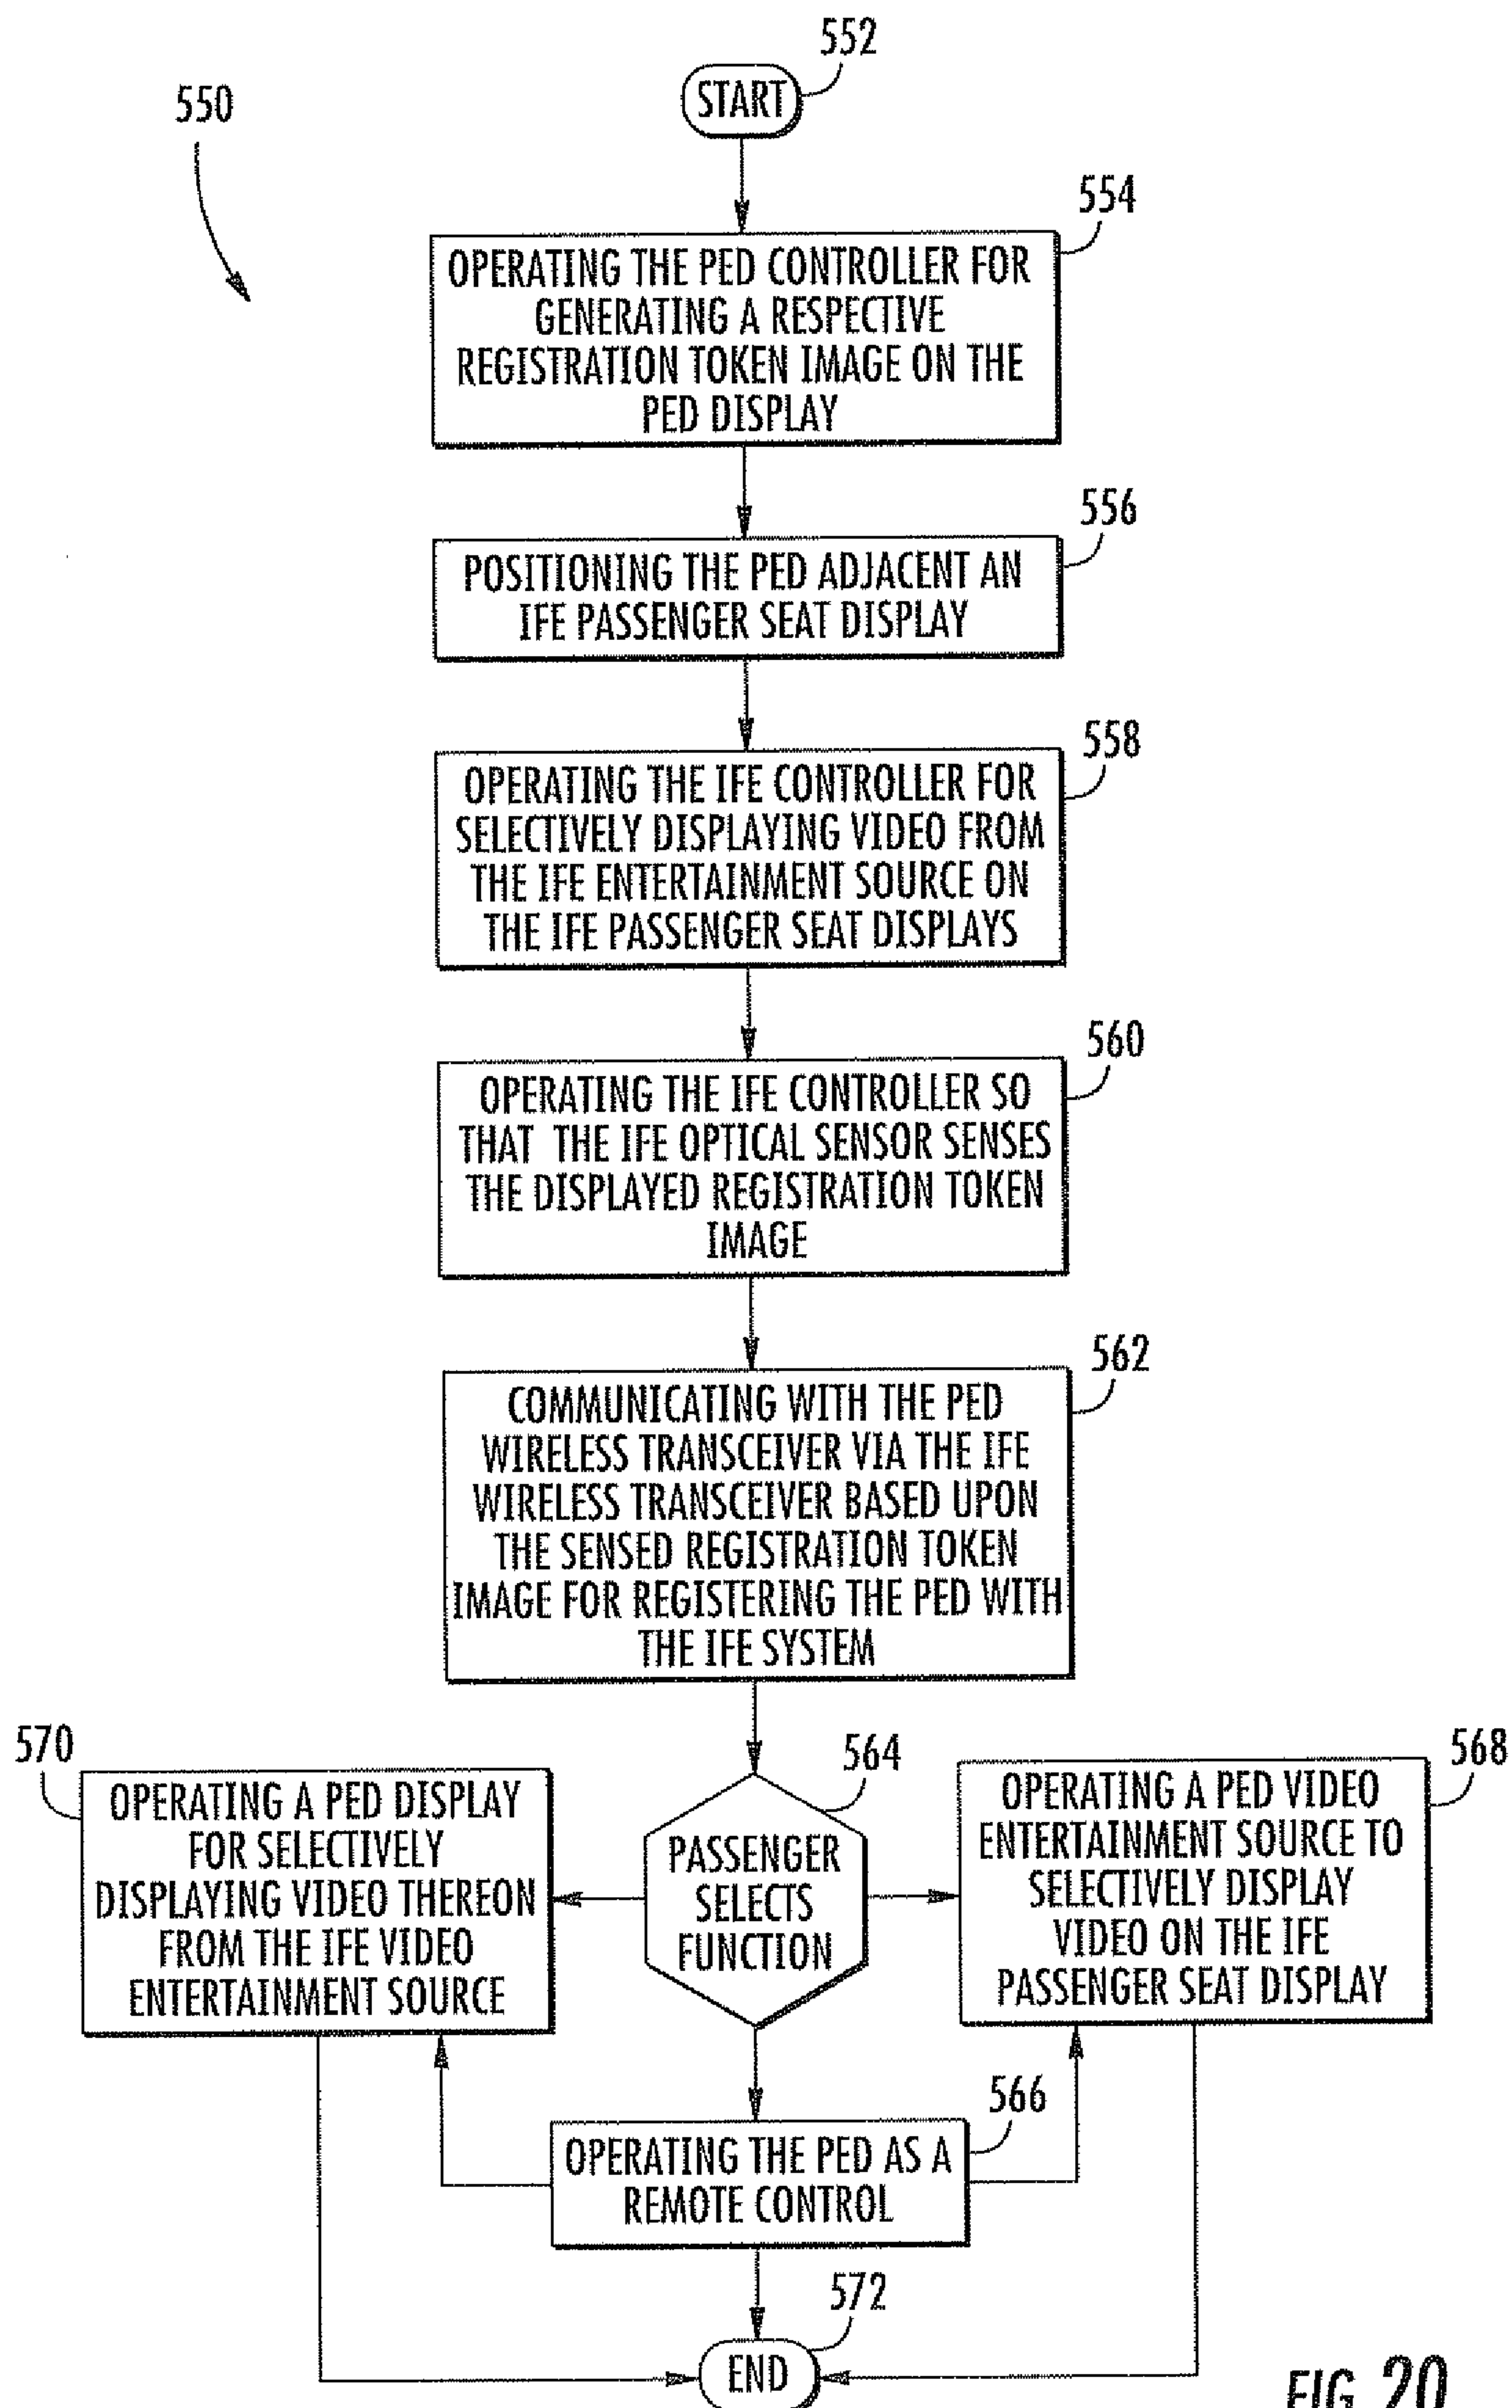 552
START
550
554
OPERATING THE PED CONTROLLER FOR
GENERATING A RESPECTIVE
REGISTRATION TOKEN IMAGE ON THE
PED DISPLAY
556
POSITIONING THE PED ADJACENT AN
IFE PASSENGER SEAT DISPLAY
558
OPERATING THE IFE CONTROLLER FOR
SELECTIVELY DISPLAYING VIDEO FROM
THE IFE ENTERTAINMENT SOURCE ON
THE IFE PASSENGER SEAT DISPLAYS
560
OPERATING THE IFE CONTROLLER SO
THAT THE IFE OPTICAL SENSOR SENSES
THE DISPLAYED REGISTRATION TOKEN
IMAGE
562
COMMUNICATING WITH THE PED
WIRELESS TRANSCEIVER VIA THE IFE
WIRELESS TRANSCEIVER BASED UPON
THE SENSED REGISTRATION TOKEN
IMAGE FOR REGISTERING THE PED WITH
THE IFE SYSTEM
570
OPERATING A PED DISPLAY
FOR SELECTIVELY
DISPLAYING VIDEO THEREON
FROM THE IFE VIDEO
ENTERTAINMENT SOURCE
564
PASSENGER
SELECTS
FUNCTION
568
OPERATING A PED VIDEO
ENTERTAINMENT SOURCE TO
SELECTIVELY DISPLAY
VIDEO ON THE IFE
PASSENGER SEAT DISPLAY
566
OPERATING THE PED AS A
REMOTE CONTROL
572
END
FIG. 20